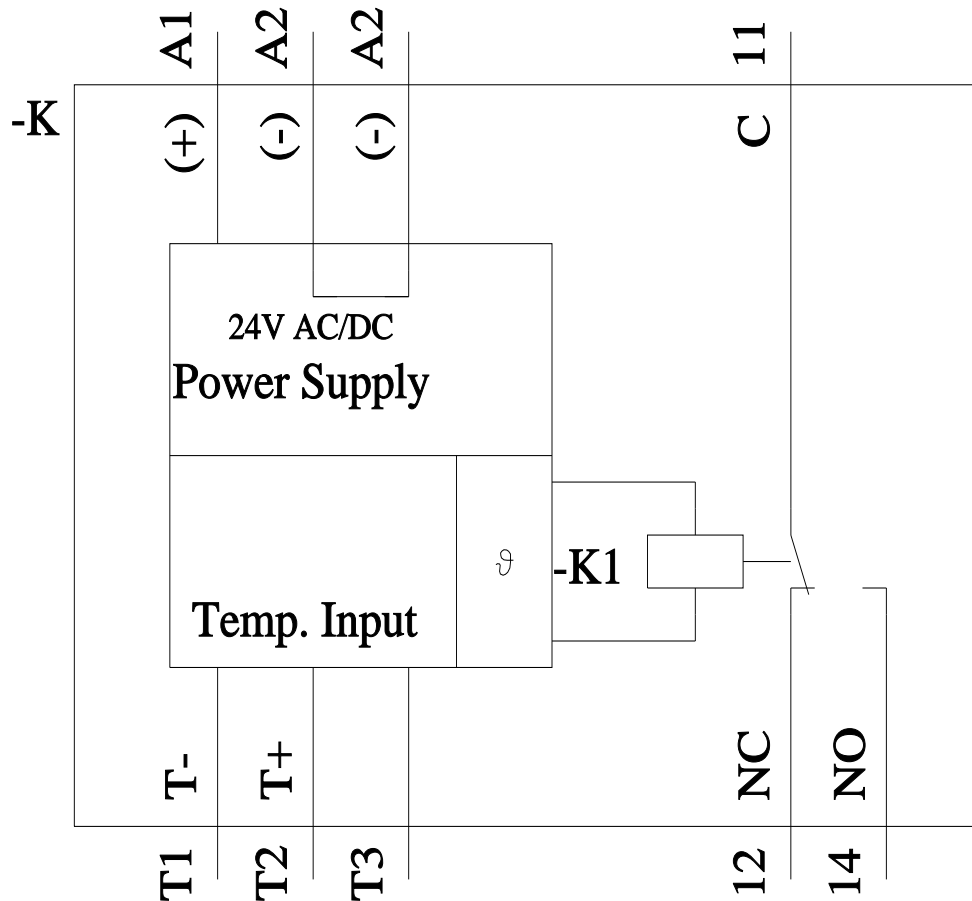 A1 A2 A2 11
-K
(+) (-) (-) C
24V AC/DC
Power Supply
ϑ
-K1
Temp. Input
T- T+ NC NO
T1 T2 T3 12 14